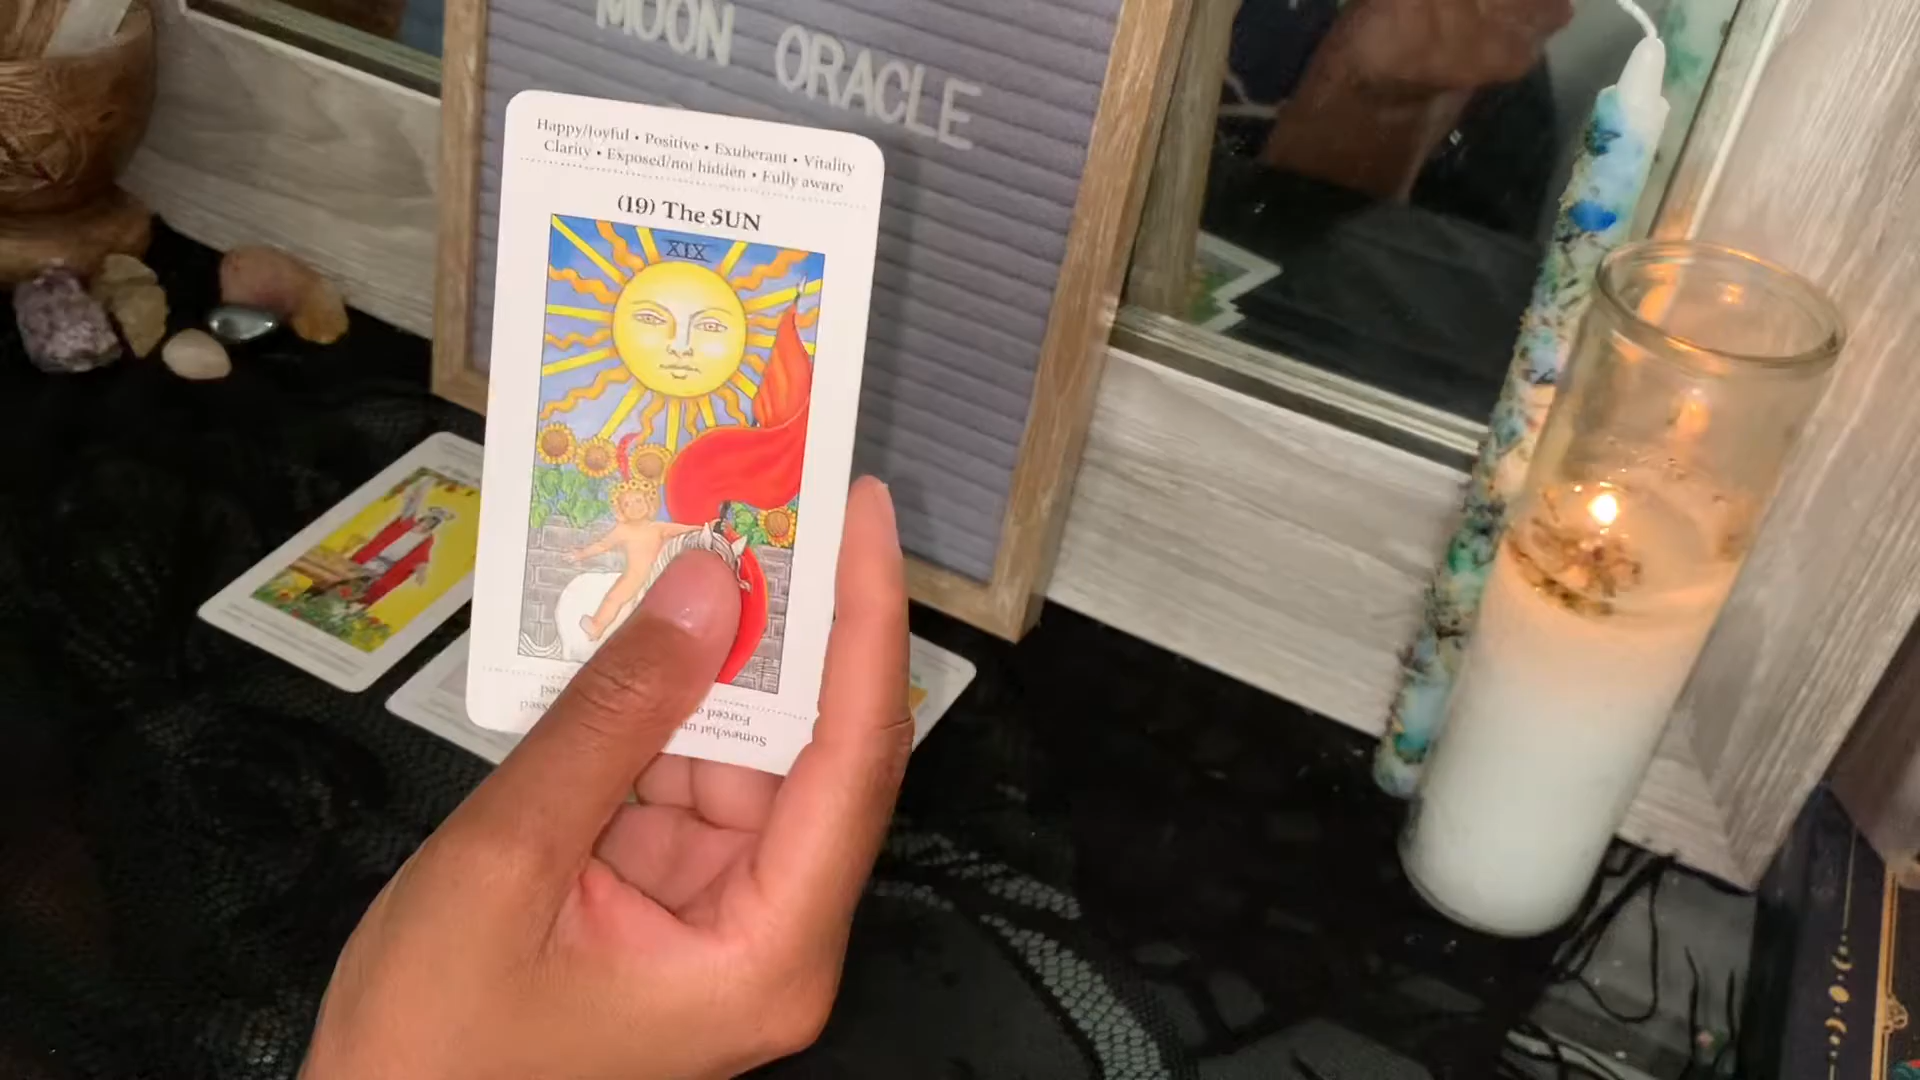 MOON ORACLE
Happy/Joyful • Positive • Exuberant • Vitality
Clarity • Exposed/not hidden • Fully aware
(19) The SUN
XIX
Forced
Somewhat